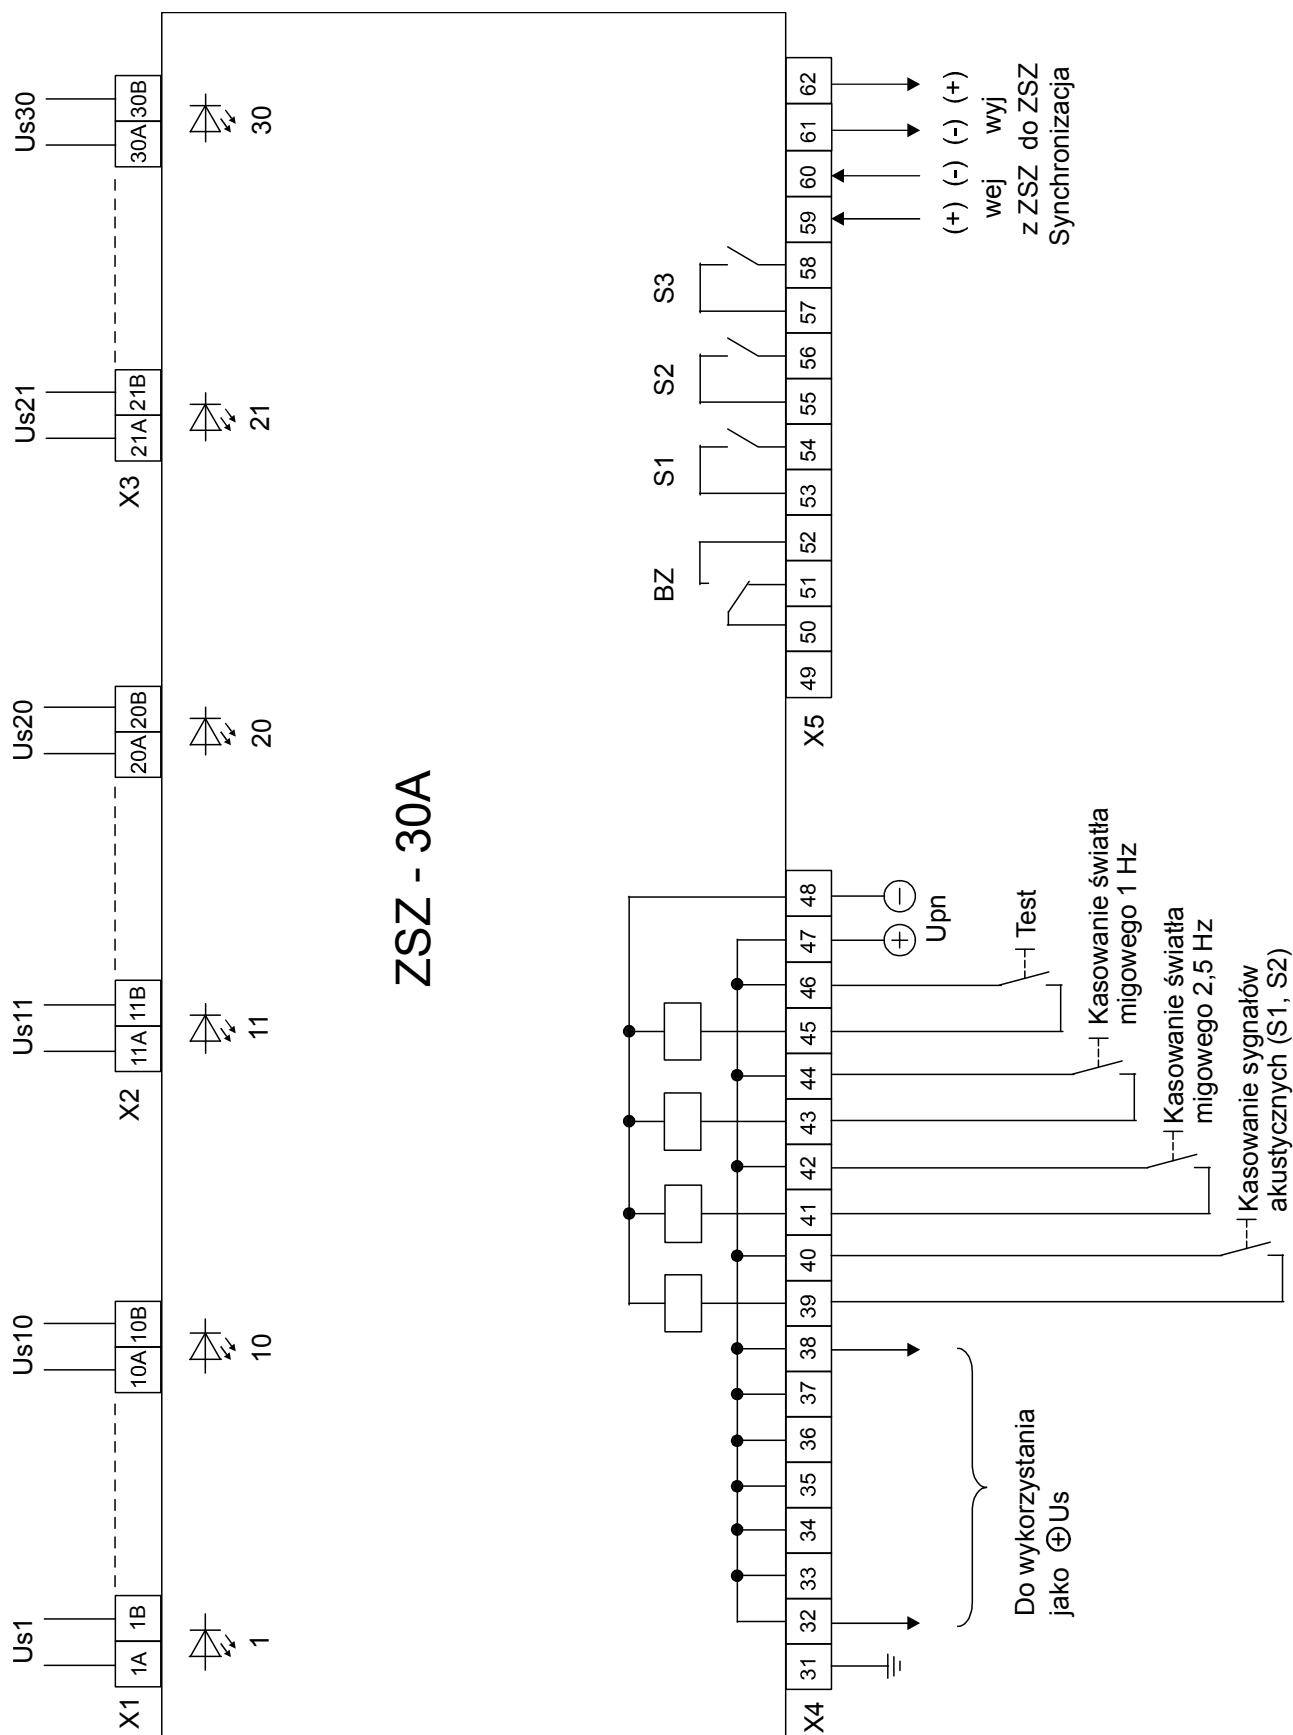 Us1
Us10
Us11
Us20
Us21
Us30
X1
1A
1B
10A
10B
X2
11A
11B
20A
20B
X3
21A
21B
30A
30B
1
10
11
20
21
30
ZSZ - 30A
BZ
S1
S2
S3
X4
31
32
33
34
35
36
37
38
39
40
41
42
43
44
45
46
47
48
X5
49
50
51
52
53
54
55
56
57
58
59
60
61
62
Do wykorzystania
jako ⊕Us
Kasowanie sygnałów
akustycznych (S1, S2)
Kasowanie światła
migowego 2,5 Hz
Kasowanie światła
migowego 1 Hz
Test
+
−
Upn
(+) (-) (-) (+)
wej wyj
z ZSZ do ZSZ
Synchronizacja